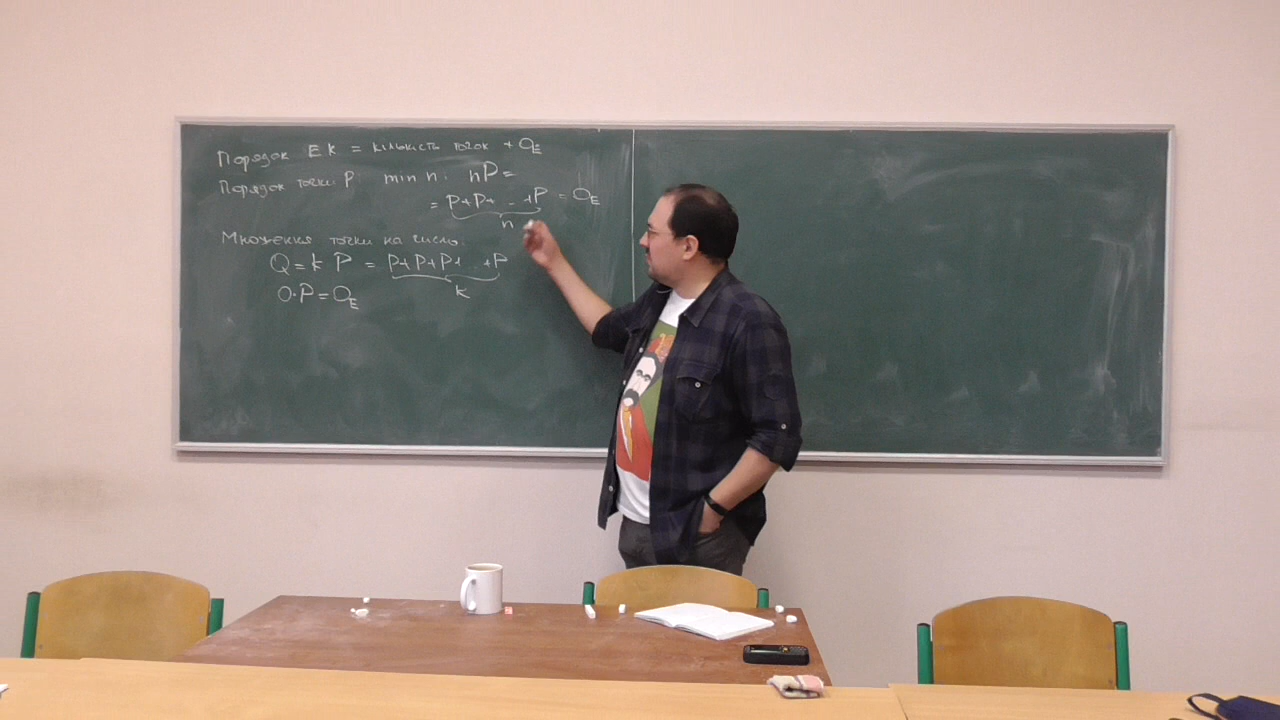 Порядок EK = кількість точок + O_E
Порядок точки P: min n: nP =
= P+P+...+P = O_E
n
Множення точки на число.
Q = k P = P+P+P+...+P
k
0·P = O_E